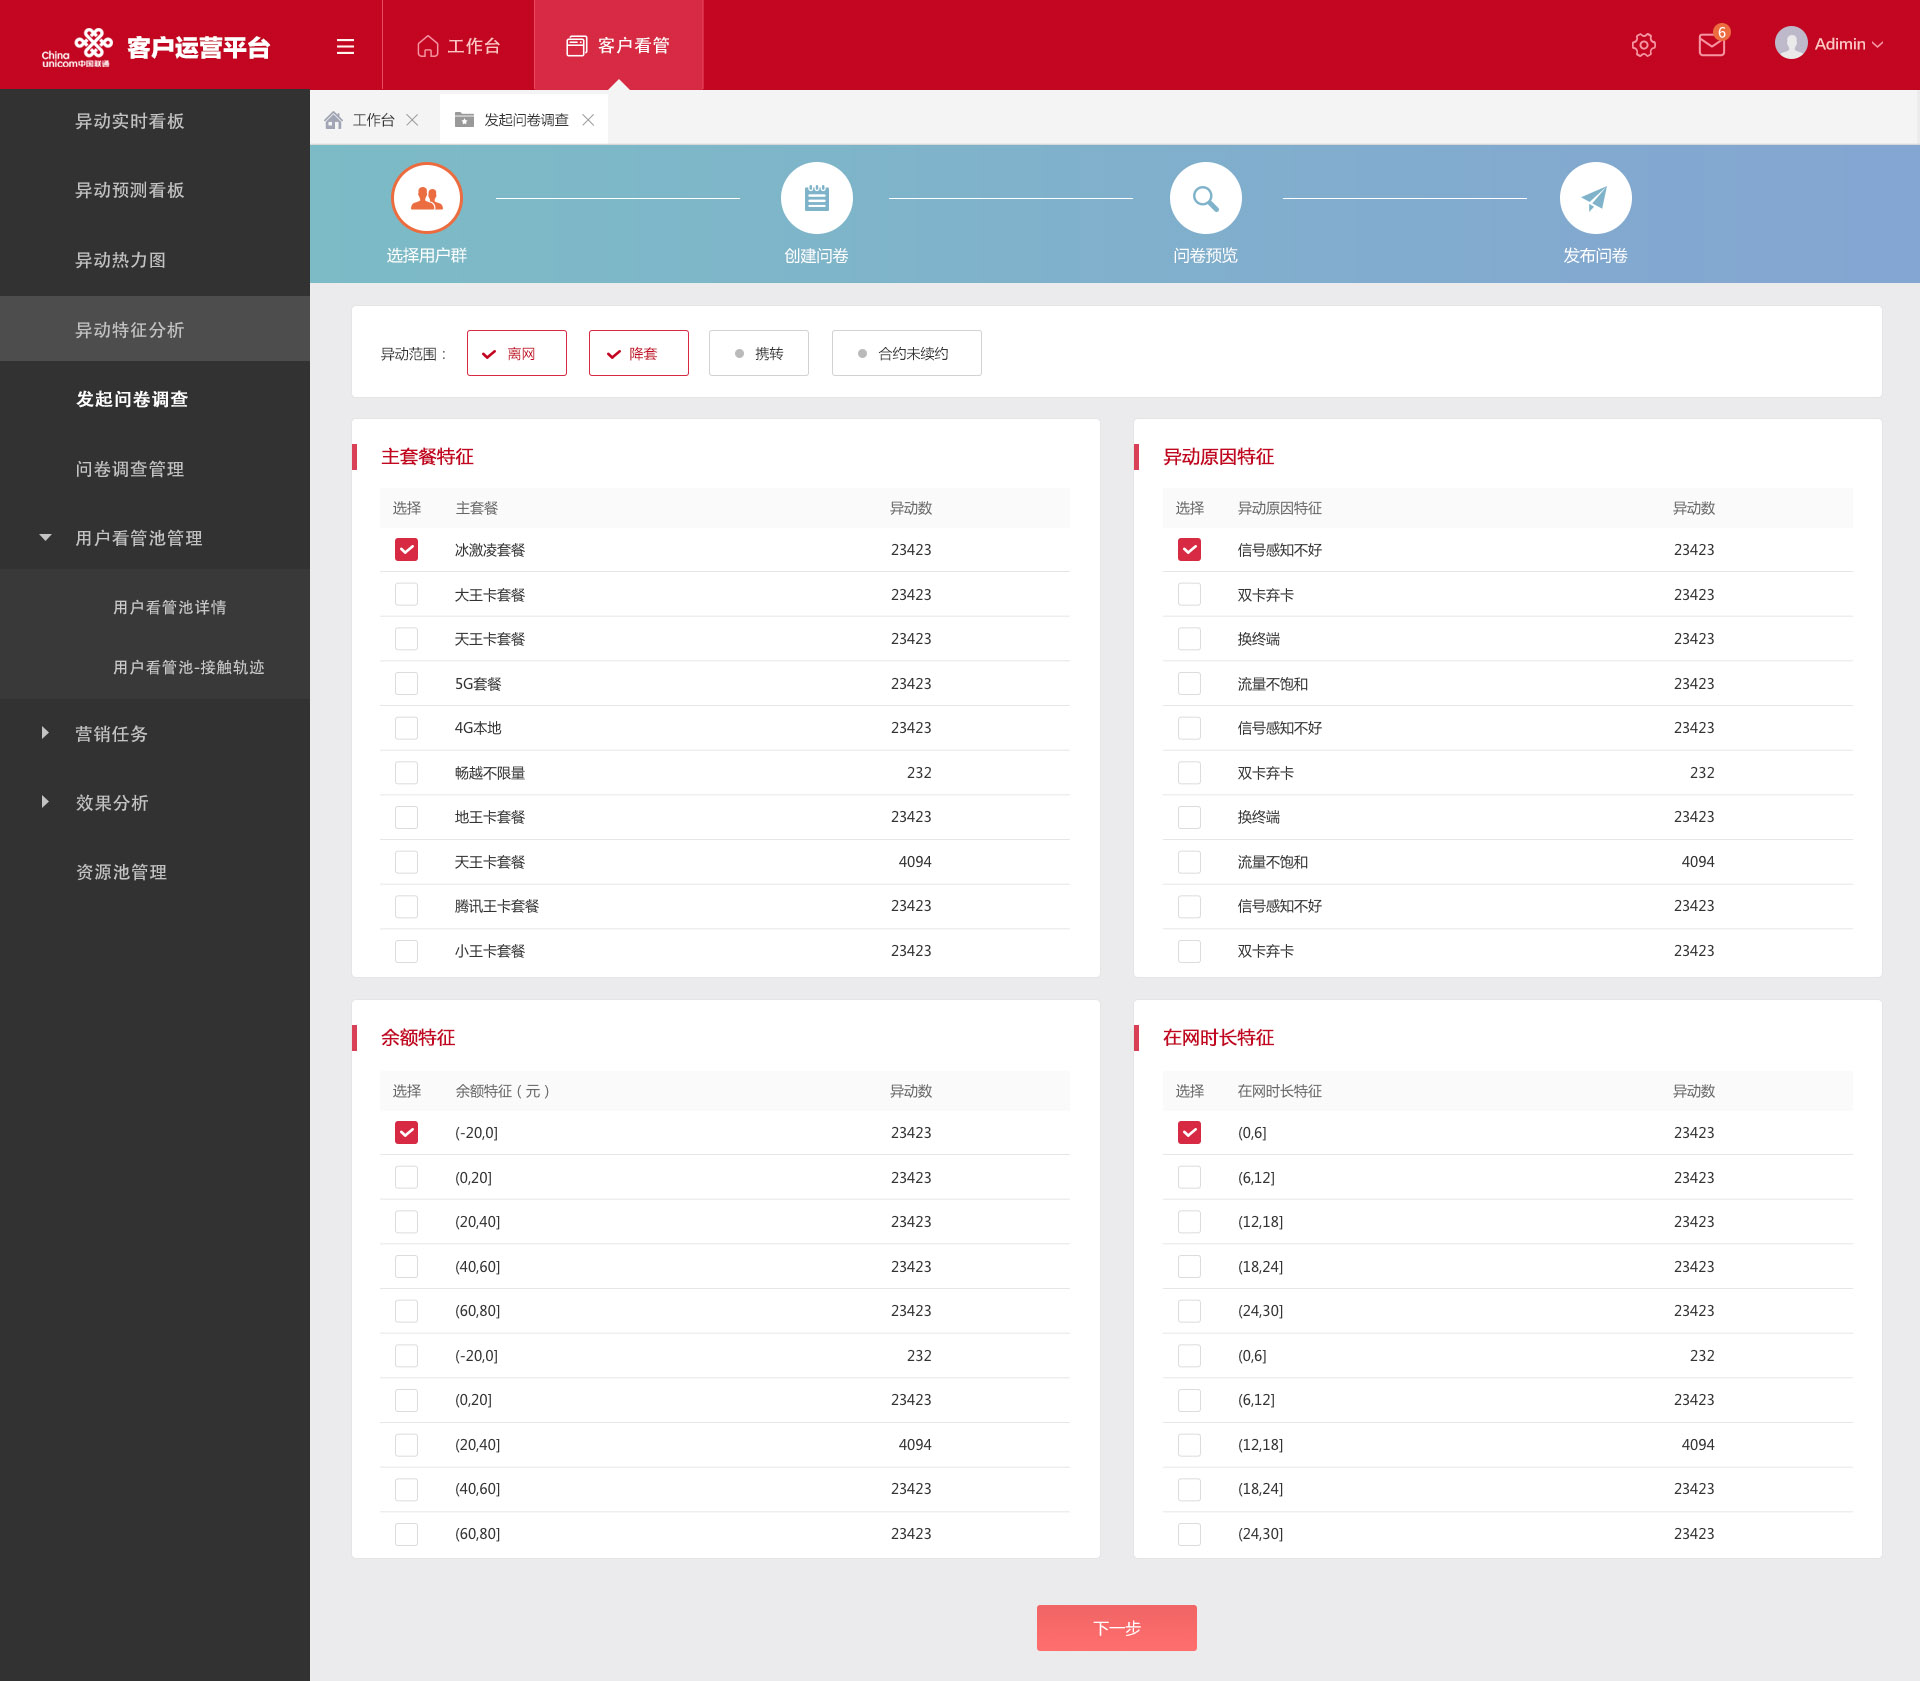 China
unicom中国联通
客户运营平台
工作台
客户看管
6
Adimin
异动实时看板
异动预测看板
异动热力图
异动特征分析
发起问卷调查
问卷调查管理
用户看管池管理
用户看管池详情
用户看管池-接触轨迹
营销任务
效果分析
资源池管理
工作台
发起问卷调查
选择用户群
创建问卷
问卷预览
发布问卷
异动范围：
离网
降套
携转
合约未续约
主套餐特征
选择 主套餐 异动数
冰激凌套餐 23423
大王卡套餐 23423
天王卡套餐 23423
5G套餐 23423
4G本地 23423
畅越不限量 232
地王卡套餐 23423
天王卡套餐 4094
腾讯王卡套餐 23423
小王卡套餐 23423
异动原因特征
选择 异动原因特征 异动数
信号感知不好 23423
双卡弃卡 23423
换终端 23423
流量不饱和 23423
信号感知不好 23423
双卡弃卡 232
换终端 23423
流量不饱和 4094
信号感知不好 23423
双卡弃卡 23423
余额特征
选择 余额特征（元） 异动数
(-20,0] 23423
(0,20] 23423
(20,40] 23423
(40,60] 23423
(60,80] 23423
(-20,0] 232
(0,20] 23423
(20,40] 4094
(40,60] 23423
(60,80] 23423
在网时长特征
选择 在网时长特征 异动数
(0,6] 23423
(6,12] 23423
(12,18] 23423
(18,24] 23423
(24,30] 23423
(0,6] 232
(6,12] 23423
(12,18] 4094
(18,24] 23423
(24,30] 23423
下一步